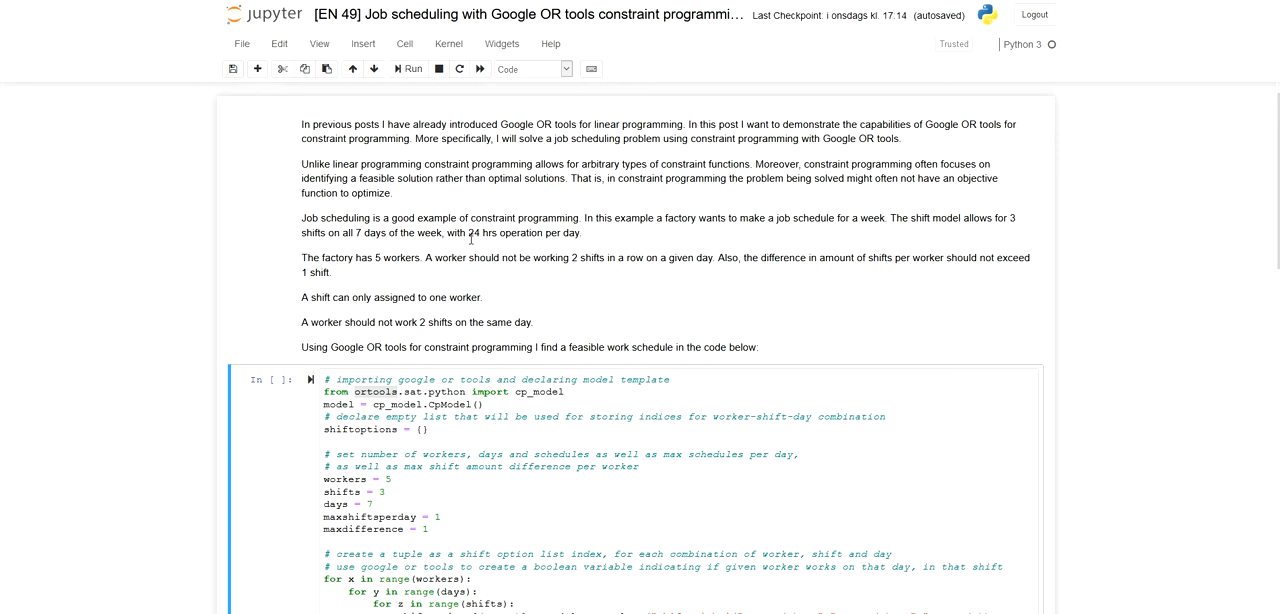 jupyter [EN 49] Job scheduling with Google OR tools constraint programmi... Last Checkpoint: i onsdags kl. 17:14 (autosaved) Logout
File Edit View Insert Cell Kernel Widgets Help Trusted Python 3
Run Code
In previous posts I have already introduced Google OR tools for linear programming. In this post I want to demonstrate the capabilities of Google OR tools for
constraint programming. More specifically, I will solve a job scheduling problem using constraint programming with Google OR tools.
Unlike linear programming constraint programming allows for arbitrary types of constraint functions. Moreover, constraint programming often focuses on
identifying a feasible solution rather than optimal solutions. That is, in constraint programming the problem being solved might often not have an objective
function to optimize.
Job scheduling is a good example of constraint programming. In this example a factory wants to make a job schedule for a week. The shift model allows for 3
shifts on all 7 days of the week, with 24 hrs operation per day.
The factory has 5 workers. A worker should not be working 2 shifts in a row on a given day. Also, the difference in amount of shifts per worker should not exceed
1 shift.
A shift can only assigned to one worker.
A worker should not work 2 shifts on the same day.
Using Google OR tools for constraint programming I find a feasible work schedule in the code below:
In [ ]: # importing google or tools and declaring model template
from ortools.sat.python import cp_model
model = cp_model.CpModel()
# declare empty list that will be used for storing indices for worker-shift-day combination
shiftoptions = {}
# set number of workers, days and schedules as well as max schedules per day,
# as well as max shift amount difference per worker
workers = 5
shifts = 3
days = 7
maxshiftsperday = 1
maxdifference = 1
# create a tuple as a shift option list index, for each combination of worker, shift and day
# use google or tools to create a boolean variable indicating if given worker works on that day, in that shift
for x in range(workers):
for y in range(days):
for z in range(shifts):